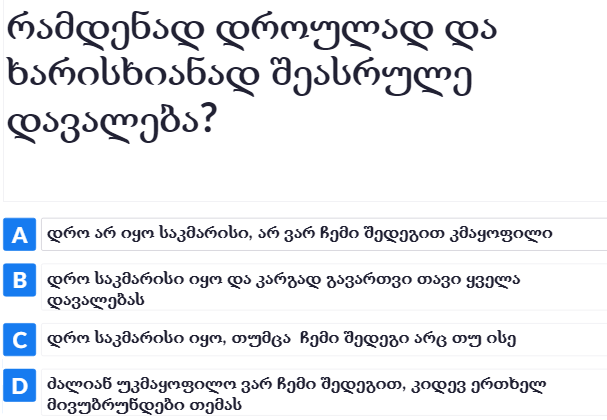 რამდენად დროულად და
ხარისხიანად შეასრულე
დავალება?
A დრო არ იყო საკმარისი, არ ვარ ჩემი შედეგით კმაყოფილი
B დრო საკმარისი იყო და კარგად გავართვი თავი ყველა
დავალებას
C დრო საკმარისი იყო, თუმცა ჩემი შედეგი არც თუ ისე
D ძალიან უკმაყოფილო ვარ ჩემი შედეგით, კიდევ ერთხელ
მივუბრუნდები თემას